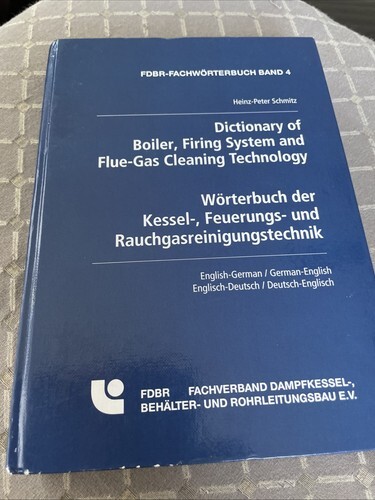 FDBR-FACHWÖRTERBUCH BAND 4
Heinz-Peter Schmitz
Dictionary of
Boiler, Firing System and
Flue-Gas Cleaning Technology
Wörterbuch der
Kessel-, Feuerungs- und
Rauchgasreinigungstechnik
English-German / German-English
Englisch-Deutsch / Deutsch-Englisch
FDBR FACHVERBAND DAMPFKESSEL-,
BEHÄLTER- UND ROHRLEITUNGSBAU E.V.